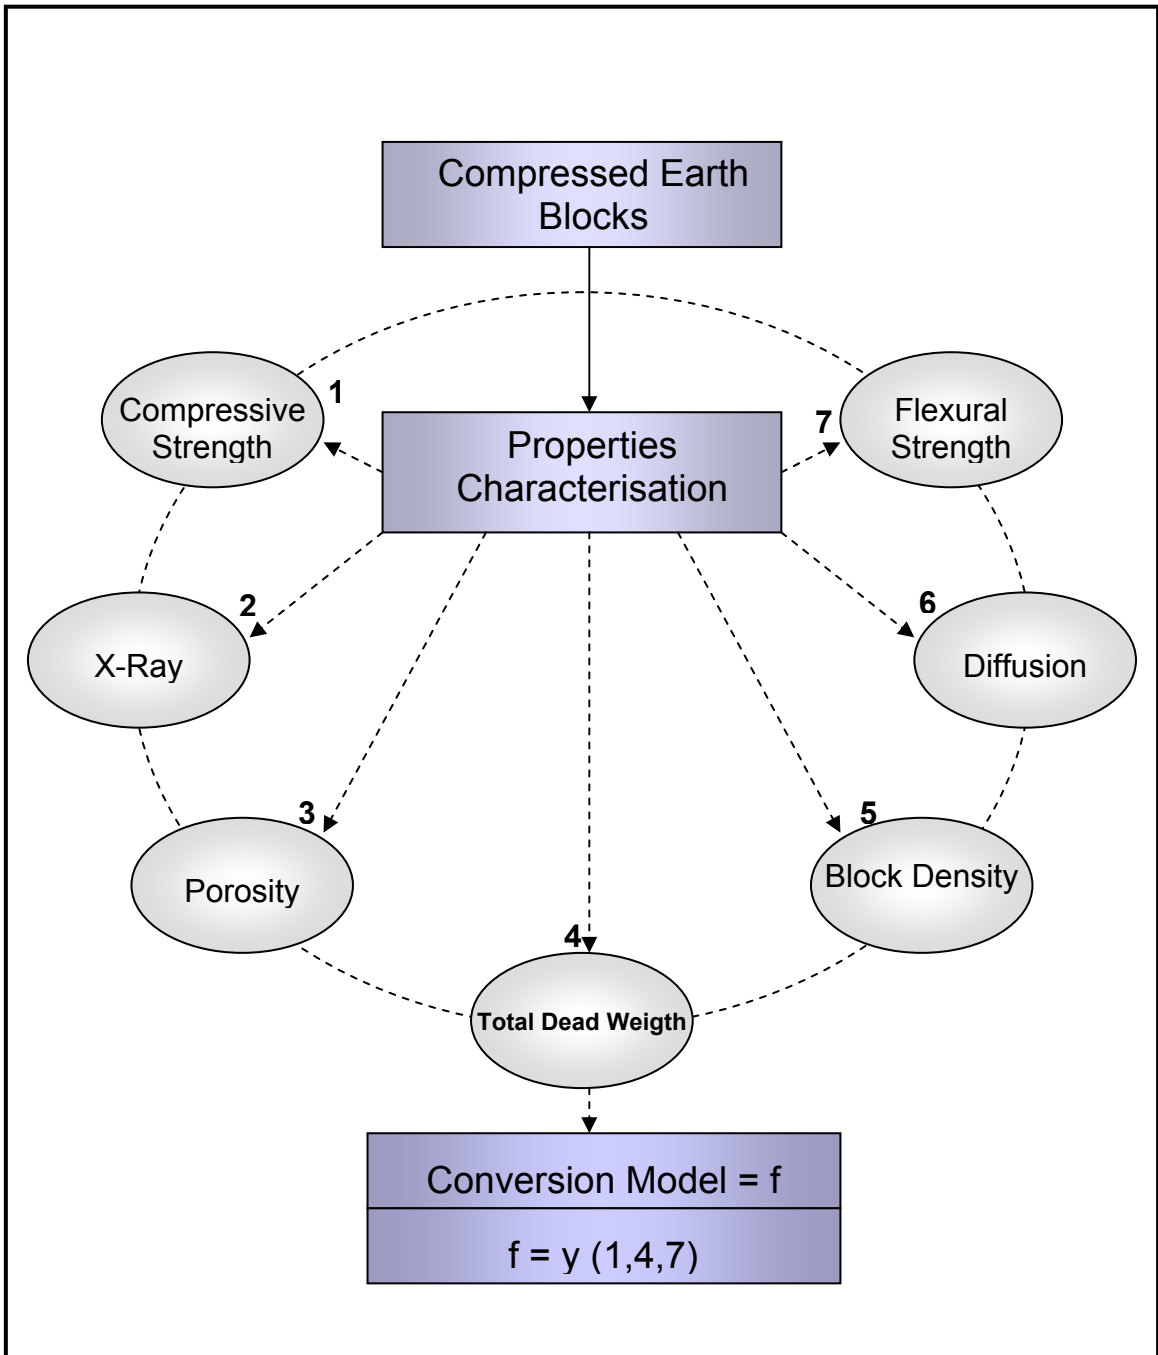 Compressed Earth
Blocks
1
Compressive
Strength
7
Flexural
Strength
Properties
Characterisation
2
X-Ray
6
Diffusion
3
Porosity
5
Block Density
4
Total Dead Weigth
Conversion Model = f
f = y (1,4,7)